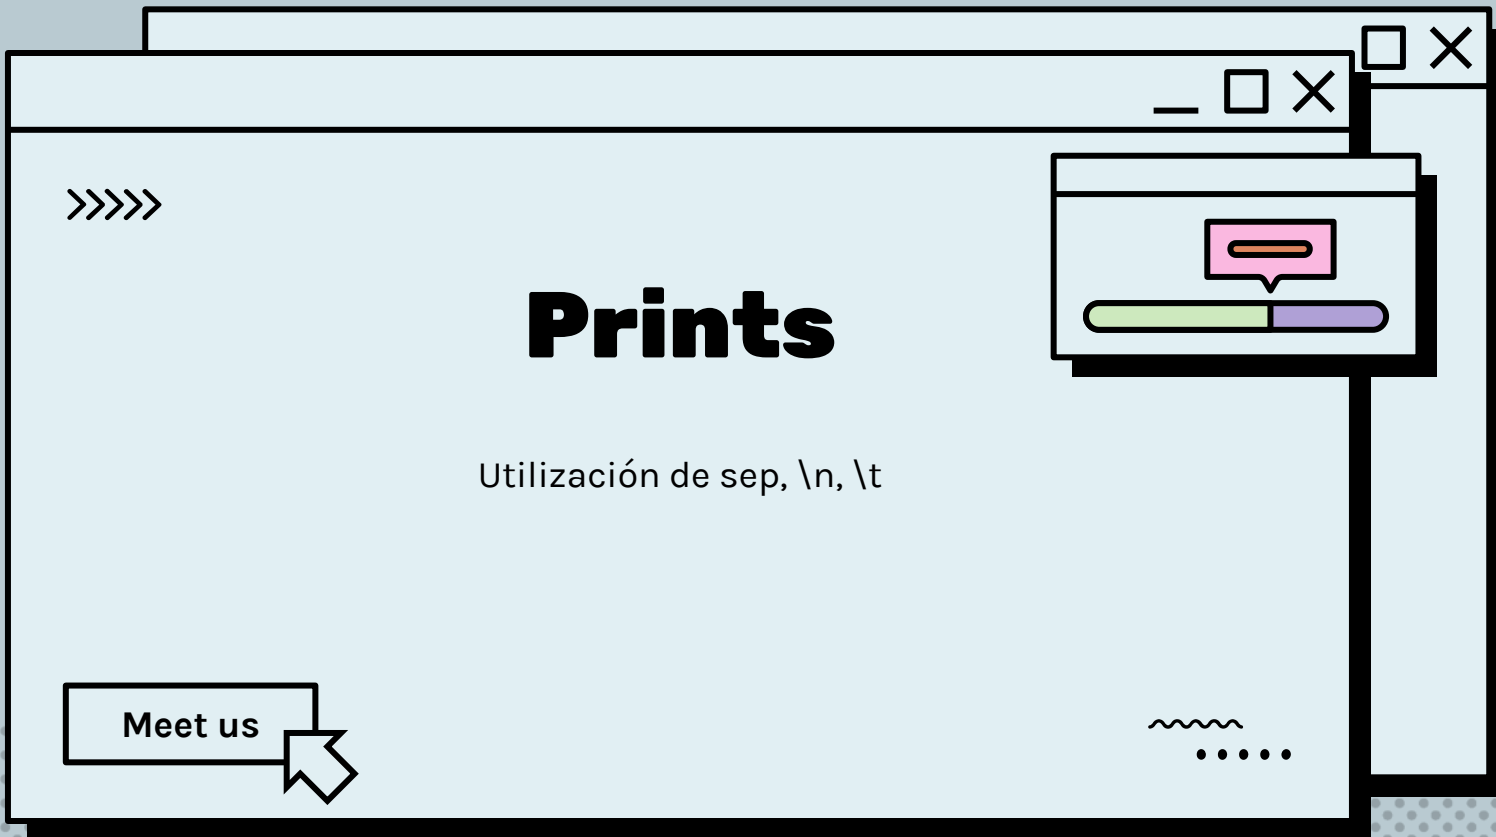 Prints
Utilización de sep, \n, \t
Meet us